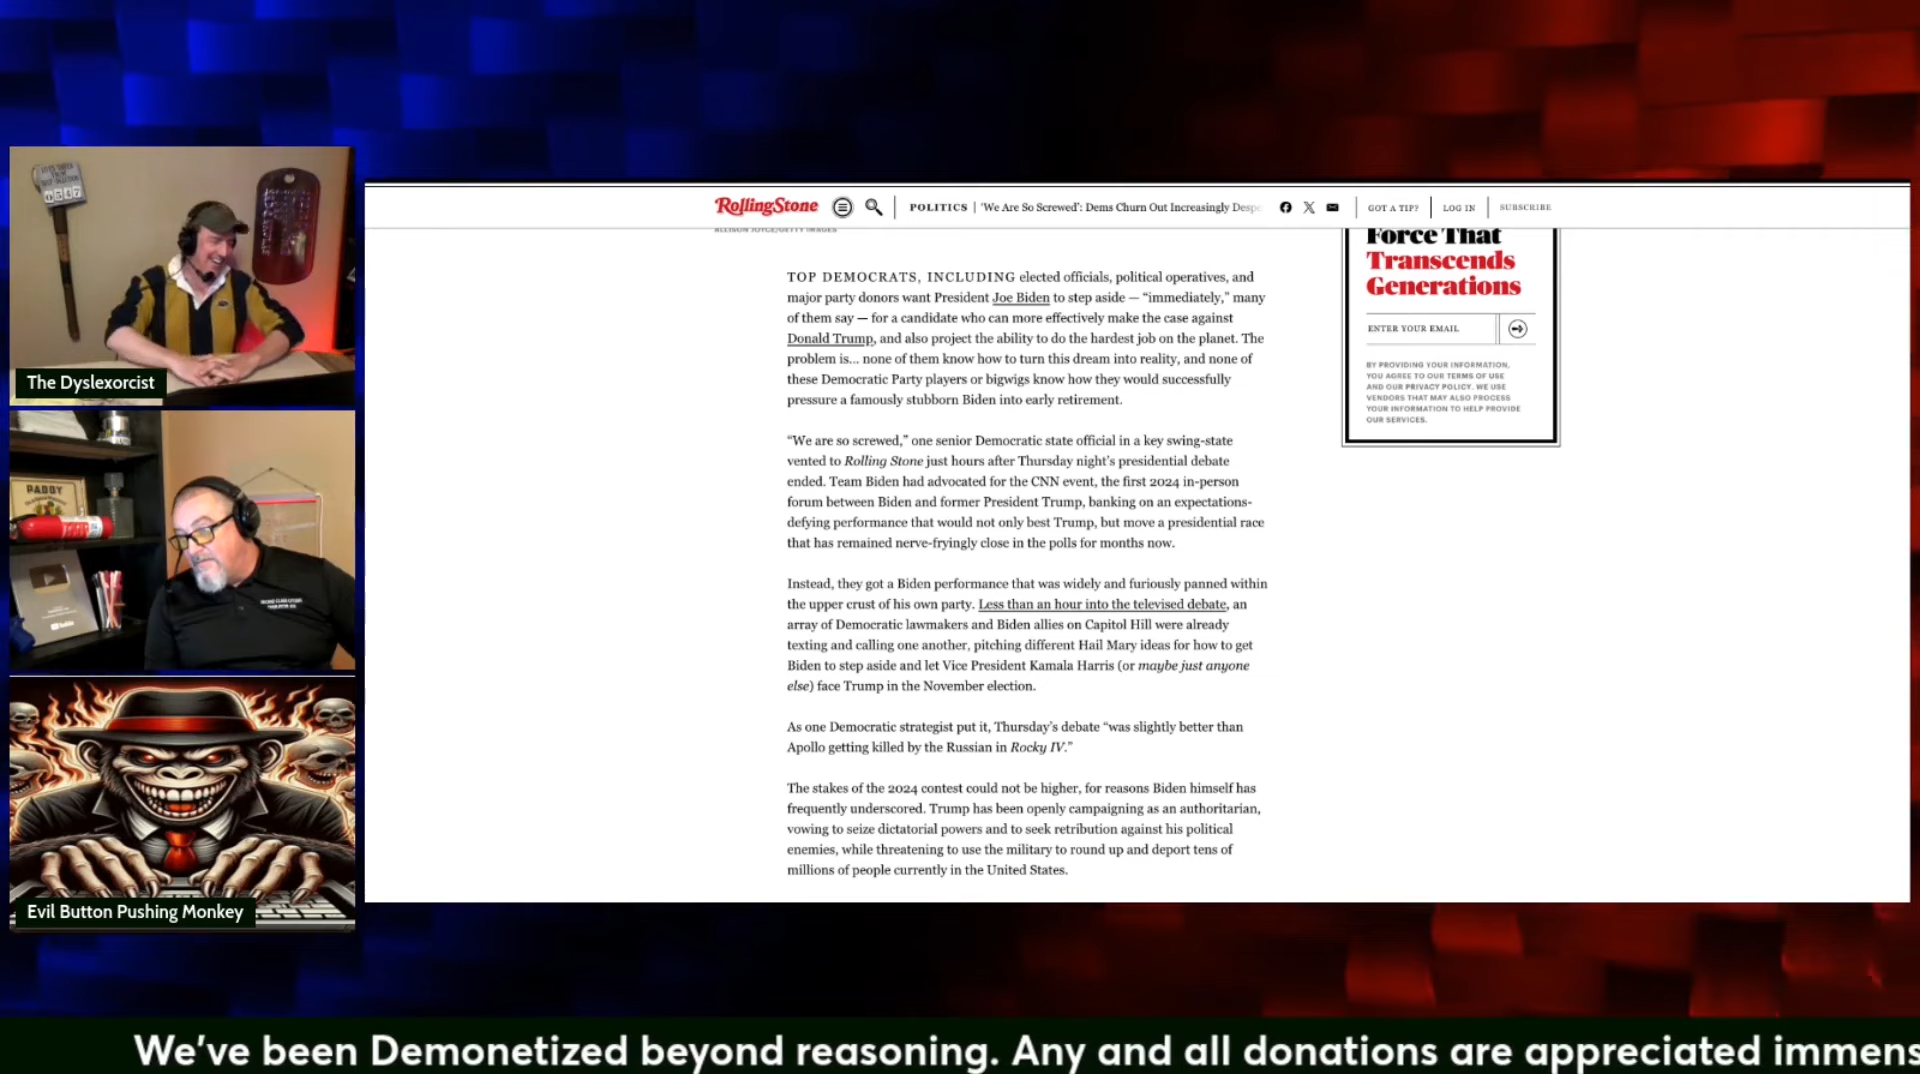 The Dyslexorcist
PADDY
Evil Button Pushing Monkey
RollingStone
POLITICS | 'We Are So Screwed': Dems Churn Out Increasingly Despe
GOT A TIP?
LOG IN
SUBSCRIBE
ALLISON JOYCE/GETTY IMAGES
TOP DEMOCRATS, INCLUDING elected officials, political operatives, and
major party donors want President Joe Biden to step aside — “immediately,” many
of them say — for a candidate who can more effectively make the case against
Donald Trump, and also project the ability to do the hardest job on the planet. The
problem is... none of them know how to turn this dream into reality, and none of
these Democratic Party players or bigwigs know how they would successfully
pressure a famously stubborn Biden into early retirement.
“We are so screwed,” one senior Democratic state official in a key swing-state
vented to Rolling Stone just hours after Thursday night’s presidential debate
ended. Team Biden had advocated for the CNN event, the first 2024 in-person
forum between Biden and former President Trump, banking on an expectations-
defying performance that would not only best Trump, but move a presidential race
that has remained nerve-fryingly close in the polls for months now.
Instead, they got a Biden performance that was widely and furiously panned within
the upper crust of his own party. Less than an hour into the televised debate, an
array of Democratic lawmakers and Biden allies on Capitol Hill were already
texting and calling one another, pitching different Hail Mary ideas for how to get
Biden to step aside and let Vice President Kamala Harris (or maybe just anyone
else) face Trump in the November election.
As one Democratic strategist put it, Thursday’s debate “was slightly better than
Apollo getting killed by the Russian in Rocky IV.”
The stakes of the 2024 contest could not be higher, for reasons Biden himself has
frequently underscored. Trump has been openly campaigning as an authoritarian,
vowing to seize dictatorial powers and to seek retribution against his political
enemies, while threatening to use the military to round up and deport tens of
millions of people currently in the United States.
Force That
Transcends
Generations
ENTER YOUR EMAIL
BY PROVIDING YOUR INFORMATION,
YOU AGREE TO OUR TERMS OF USE
AND OUR PRIVACY POLICY. WE USE
VENDORS THAT MAY ALSO PROCESS
YOUR INFORMATION TO HELP PROVIDE
OUR SERVICES.
We’ve been Demonetized beyond reasoning. Any and all donations are appreciated immens